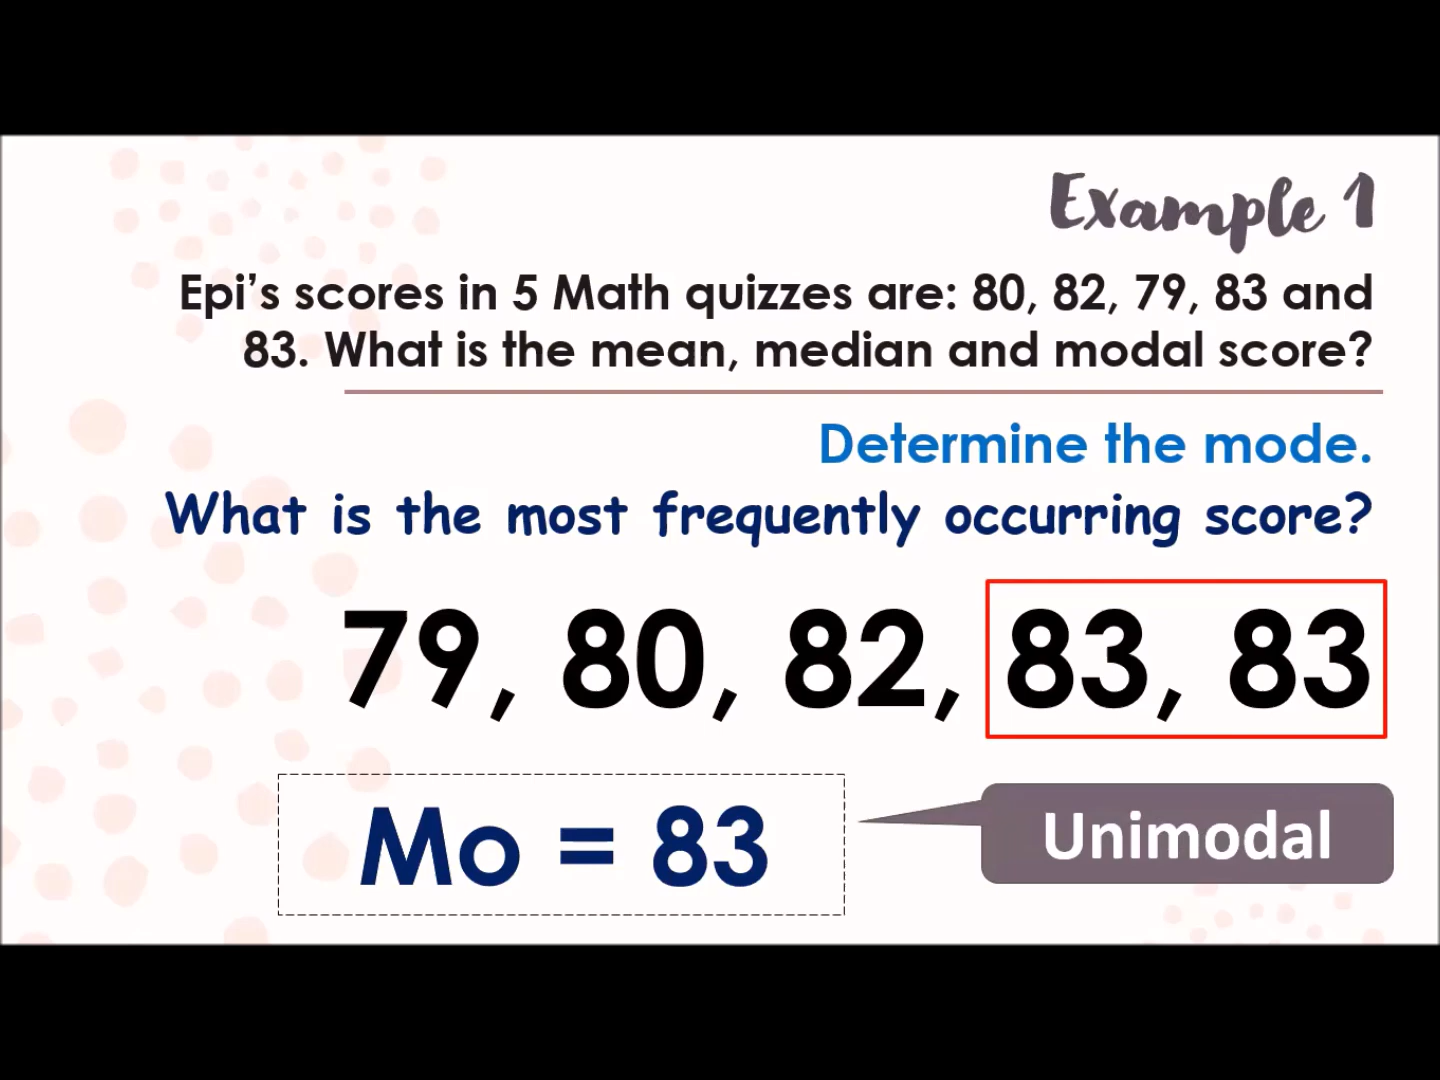 Example 1
Epi’s scores in 5 Math quizzes are: 80, 82, 79, 83 and
83. What is the mean, median and modal score?
Determine the mode.
What is the most frequently occurring score?
79, 80, 82, 83, 83
Mo = 83
Unimodal